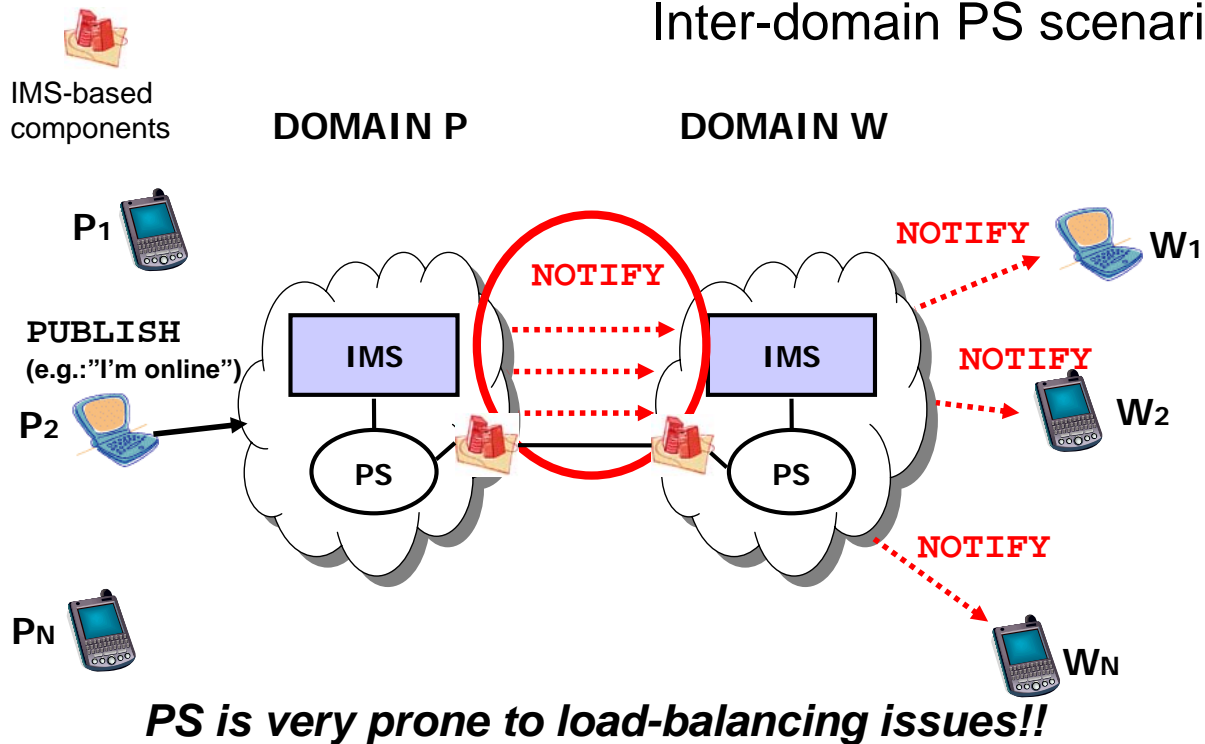 Inter-domain PS scenari
IMS-based
components
DOMAIN P
DOMAIN W
P1
NOTIFY
NOTIFY
W1
PUBLISH
(e.g.:"I'm online")
IMS
IMS
NOTIFY
P2
W2
PS
PS
NOTIFY
PN
WN
PS is very prone to load-balancing issues!!